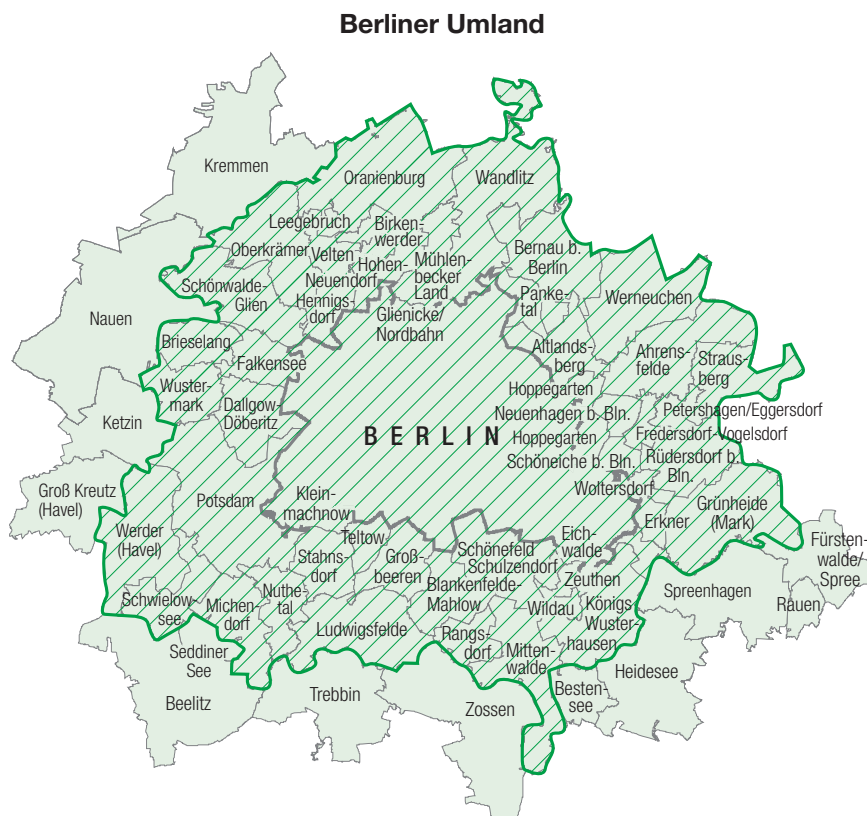 Berliner Umland
Kremmen
Oranienburg
Wandlitz
Leegebruch
Birken-
werder
Oberkrämer
Velten
Hohen-
Neuendorf
Mühlen-
becker
Land
Bernau b.
Berlin
Schönwalde-
Glien
Hennigs-
dorf
Panke-
tal
Werneuchen
Nauen
Glienicke/
Nordbahn
Brieselang
Falkensee
Altlands-
berg
Ahrens-
felde
Straus-
berg
Wuster-
mark
Dallgow-
Döberitz
Hoppegarten
Ketzin
Neuenhagen b. Bln.
Petershagen/Eggersdorf
BERLIN
Hoppegarten
Fredersdorf-Vogelsdorf
Schöneiche b. Bln.
Rüdersdorf b.
Bln.
Groß Kreutz
(Havel)
Potsdam
Klein-
machnow
Woltersdorf
Grünheide
(Mark)
Werder
(Havel)
Teltow
Eich-
walde
Erkner
Stahns-
dorf
Groß-
beeren
Schönefeld
Schulzendorf
Fürsten-
walde/
Spree
Schwielow-
see
Michen-
dorf
Nuthe-
tal
Blankenfelde-
Mahlow
Zeuthen
Wildau
Königs
Wuster-
hausen
Spreenhagen
Rauen
Ludwigsfelde
Rangs-
dorf
Mitten-
walde
Seddiner
See
Heidesee
Beelitz
Trebbin
Zossen
Besten-
see